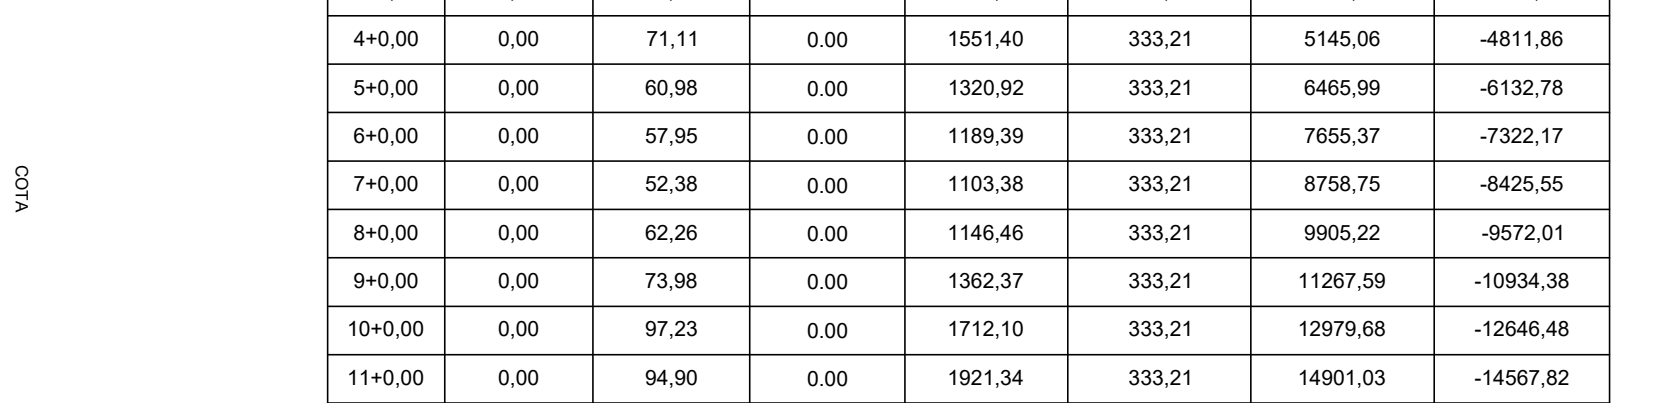 COTA
4+0,00 0,00 71,11 0.00 1551,40 333,21 5145,06 -4811,86
5+0,00 0,00 60,98 0.00 1320,92 333,21 6465,99 -6132,78
6+0,00 0,00 57,95 0.00 1189,39 333,21 7655,37 -7322,17
7+0,00 0,00 52,38 0.00 1103,38 333,21 8758,75 -8425,55
8+0,00 0,00 62,26 0.00 1146,46 333,21 9905,22 -9572,01
9+0,00 0,00 73,98 0.00 1362,37 333,21 11267,59 -10934,38
10+0,00 0,00 97,23 0.00 1712,10 333,21 12979,68 -12646,48
11+0,00 0,00 94,90 0.00 1921,34 333,21 14901,03 -14567,82